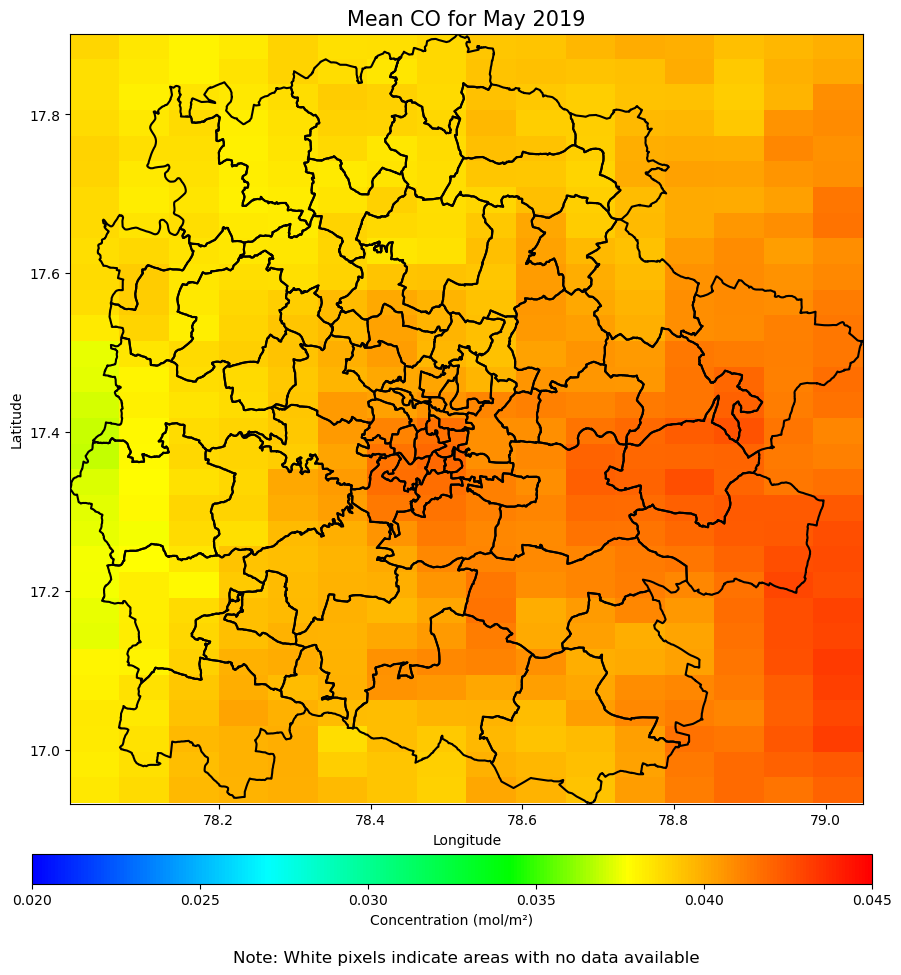 Mean CO for May 2019
17.8
17.6
17.4
17.2
17.0
Latitude
78.2 78.4 78.6 78.8 79.0
Longitude
0.020 0.025 0.030 0.035 0.040 0.045
Concentration (mol/m²)
Note: White pixels indicate areas with no data available